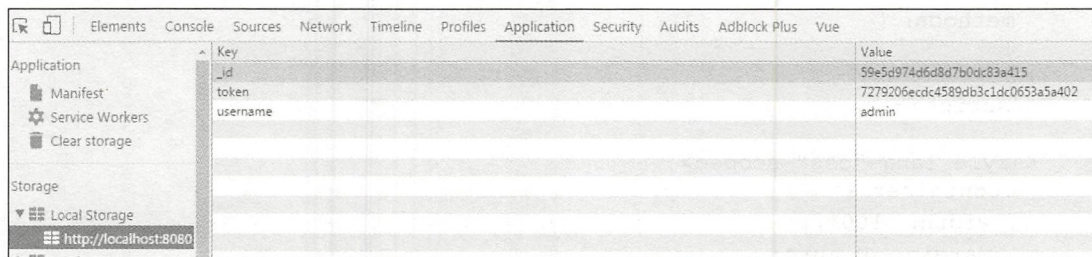 Elements Console Sources Network Timeline Profiles Application Security Audits Adblock Plus Vue
Application
Manifest
Service Workers
Clear storage
Storage
Local Storage
http://localhost:8080
Key Value
_id 59e5d974d6d8d7b0dc83a415
token 7279206ecdc4589db3c1dc0653a5a402
username admin